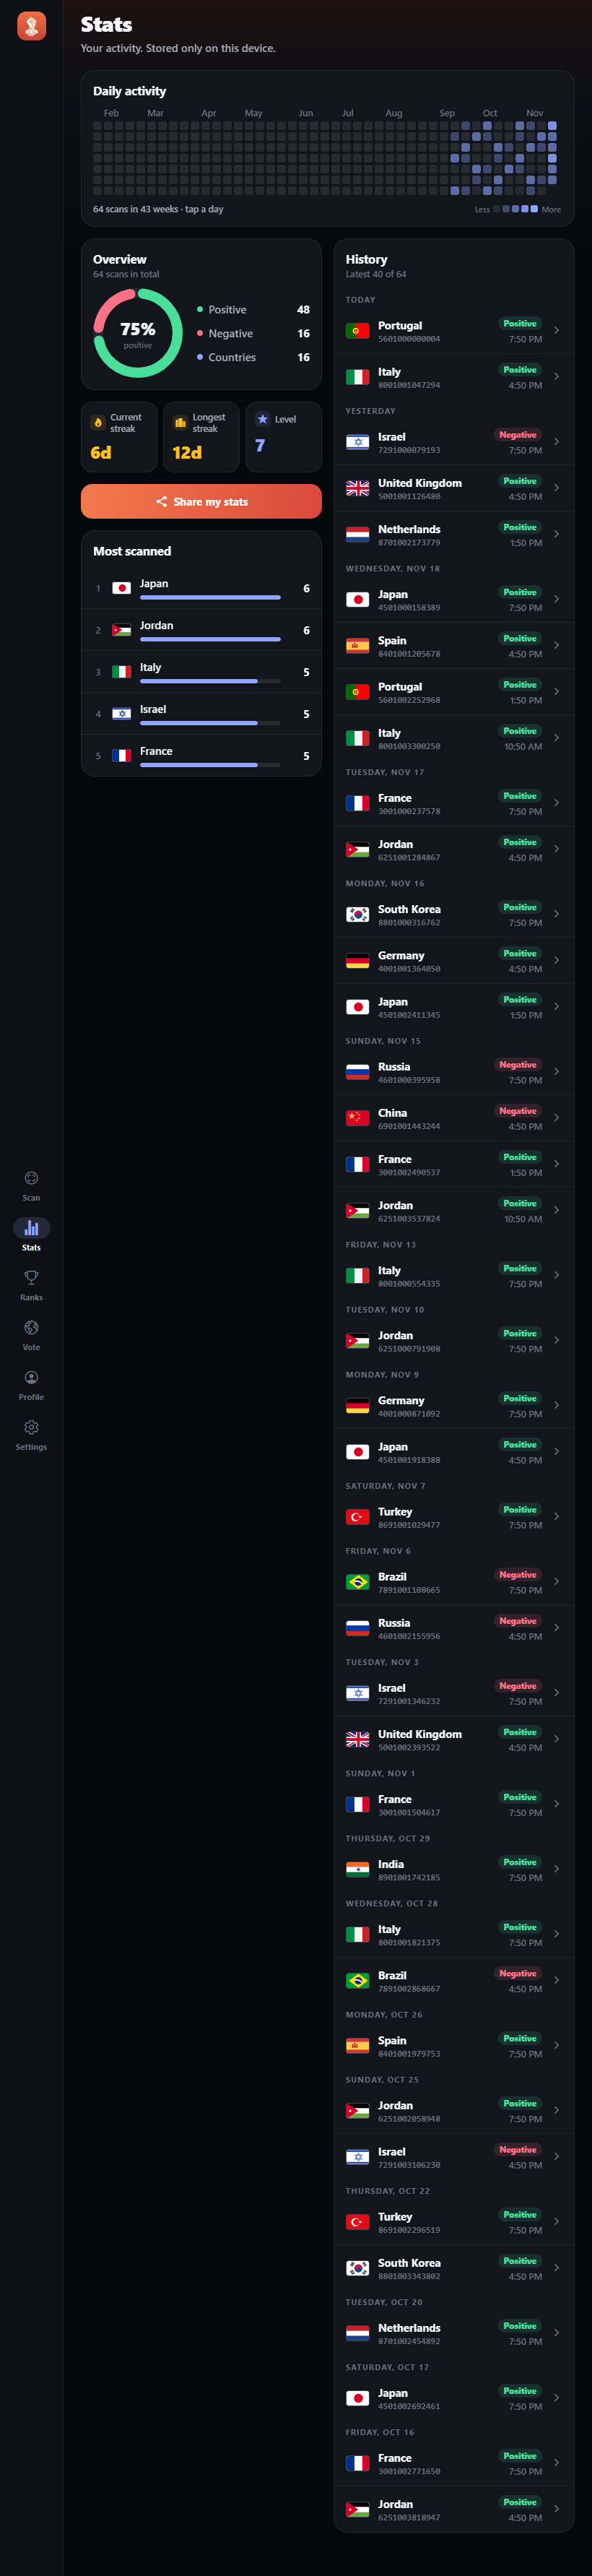 Stats
Your activity. Stored only on this device.
Daily activity
Feb Mar Apr May Jun Jul Aug Sep Oct Nov
64 scans in 43 weeks · tap a day
Less More
Overview
64 scans in total
75%
positive
Positive 48
Negative 16
Countries 16
Current streak
6d
Longest streak
12d
Level
7
Share my stats
Most scanned
1 Japan 6
2 Jordan 6
3 Italy 5
4 Israel 5
5 France 5
Scan
Stats
Ranks
Vote
Profile
Settings
History
Latest 40 of 64
TODAY
Portugal Positive
5601000000004 7:50 PM
Italy Positive
8001001047294 4:50 PM
YESTERDAY
Israel Negative
7291000079193 7:50 PM
United Kingdom Positive
5001001126480 4:50 PM
Netherlands Positive
8701002173779 1:50 PM
WEDNESDAY, NOV 18
Japan Positive
4501000158389 7:50 PM
Spain Positive
8401001205678 4:50 PM
Portugal Positive
5601002252968 1:50 PM
Italy Positive
8001003300250 10:50 AM
TUESDAY, NOV 17
France Positive
3001000237578 7:50 PM
Jordan Positive
6251001284867 4:50 PM
MONDAY, NOV 16
South Korea Positive
8801000316762 7:50 PM
Germany Positive
4001001364050 4:50 PM
Japan Positive
4501002411345 1:50 PM
SUNDAY, NOV 15
Russia Negative
4601000395958 7:50 PM
China Negative
6901001443244 4:50 PM
France Positive
3001002490537 1:50 PM
Jordan Positive
6251003537824 10:50 AM
FRIDAY, NOV 13
Italy Positive
8001000554335 7:50 PM
TUESDAY, NOV 10
Jordan Positive
6251000791908 7:50 PM
MONDAY, NOV 9
Germany Positive
4001000871092 7:50 PM
Japan Positive
4501001918388 4:50 PM
SATURDAY, NOV 7
Turkey Positive
8691001029477 7:50 PM
FRIDAY, NOV 6
Brazil Negative
7891001108665 7:50 PM
Russia Negative
4601002155956 4:50 PM
TUESDAY, NOV 3
Israel Negative
7291001346232 7:50 PM
United Kingdom Positive
5001002393522 4:50 PM
SUNDAY, NOV 1
France Positive
3001001504617 7:50 PM
THURSDAY, OCT 29
India Positive
8901001742185 7:50 PM
WEDNESDAY, OCT 28
Italy Positive
8001001821375 7:50 PM
Brazil Negative
7891002868667 4:50 PM
MONDAY, OCT 26
Spain Positive
8401001979753 7:50 PM
SUNDAY, OCT 25
Jordan Positive
6251002058948 7:50 PM
Israel Negative
7291003106230 4:50 PM
THURSDAY, OCT 22
Turkey Positive
8691002296519 7:50 PM
South Korea Positive
8801003343802 4:50 PM
TUESDAY, OCT 20
Netherlands Positive
8701002454892 7:50 PM
SATURDAY, OCT 17
Japan Positive
4501002692461 7:50 PM
FRIDAY, OCT 16
France Positive
3001002771650 7:50 PM
Jordan Positive
6251003818947 4:50 PM